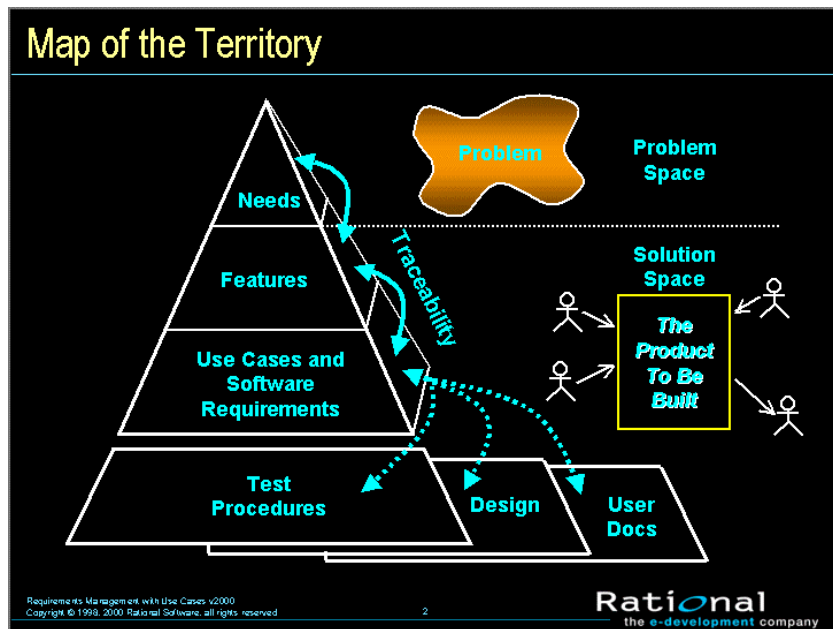 Map of the Territory
Problem
Problem
Space
Needs
Traceability
Solution
Space
Features
The
Product
To Be
Built
Use Cases and
Software
Requirements
Test
Procedures
Design
User
Docs
Requirements Management with Use Cases v2000
Copyright © 1998, 2000 Rational Software, all rights reserved
2
Rational
the e-development company